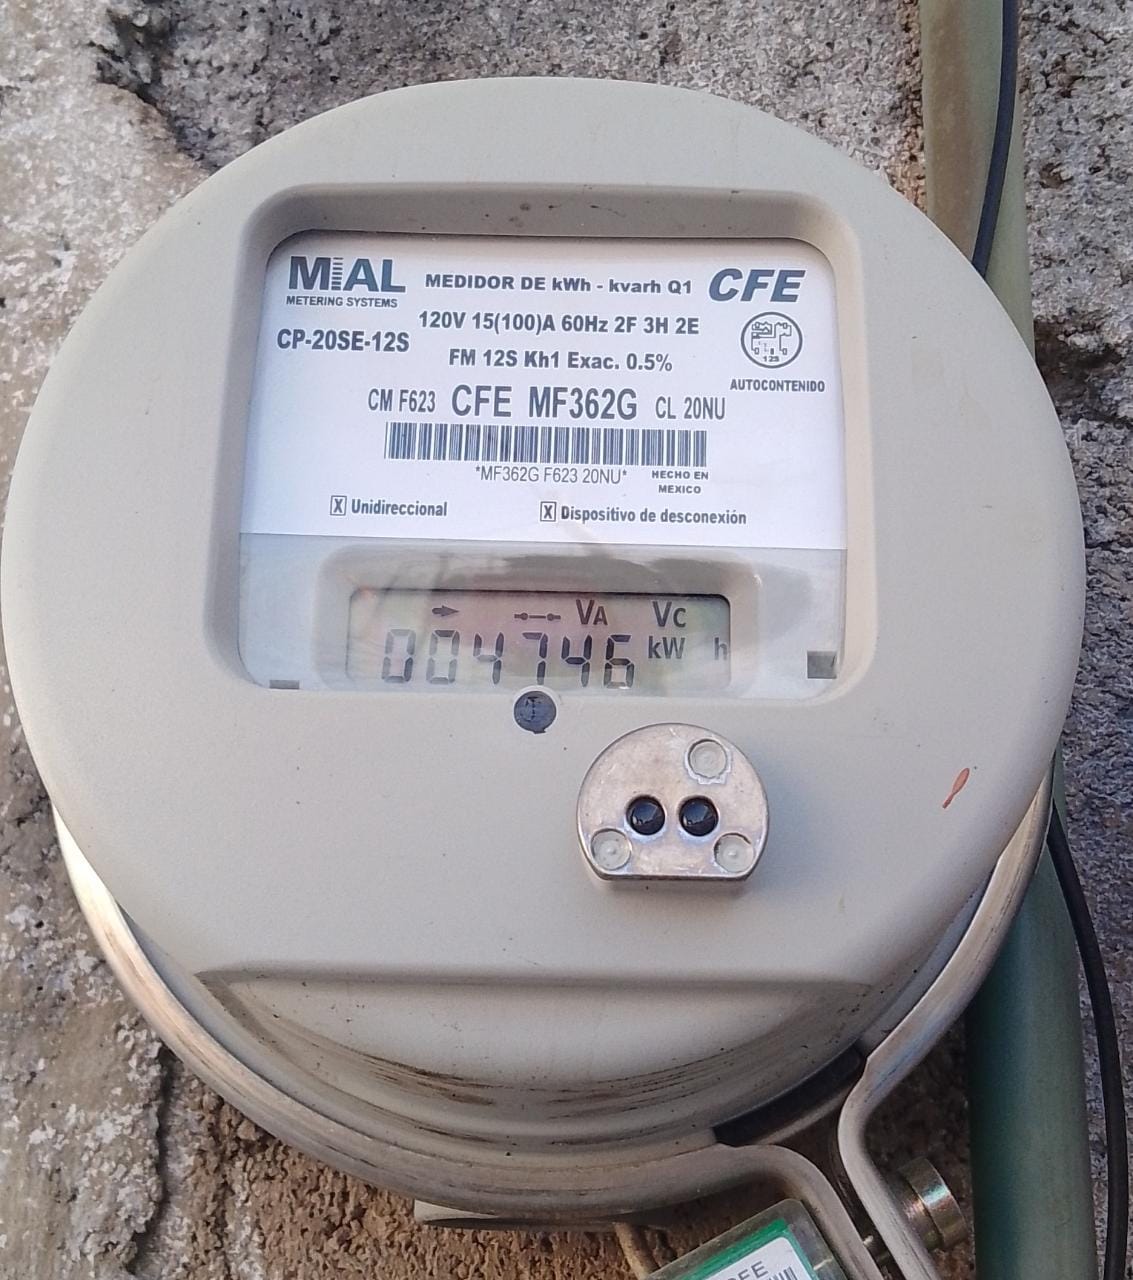 MIAL
METERING SYSTEMS
MEDIDOR DE kWh - kvarh Q1
CFE
120V 15(100)A 60Hz 2F 3H 2E
CP-20SE-12S
FM 12S Kh1 Exac. 0.5%
12S
AUTOCONTENIDO
CM F623 CFE MF362G CL 20NU
*MF362G F623 20NU*
HECHO EN
MEXICO
X Unidireccional
X Dispositivo de desconexión
VA VC
004746 kW h
CFE